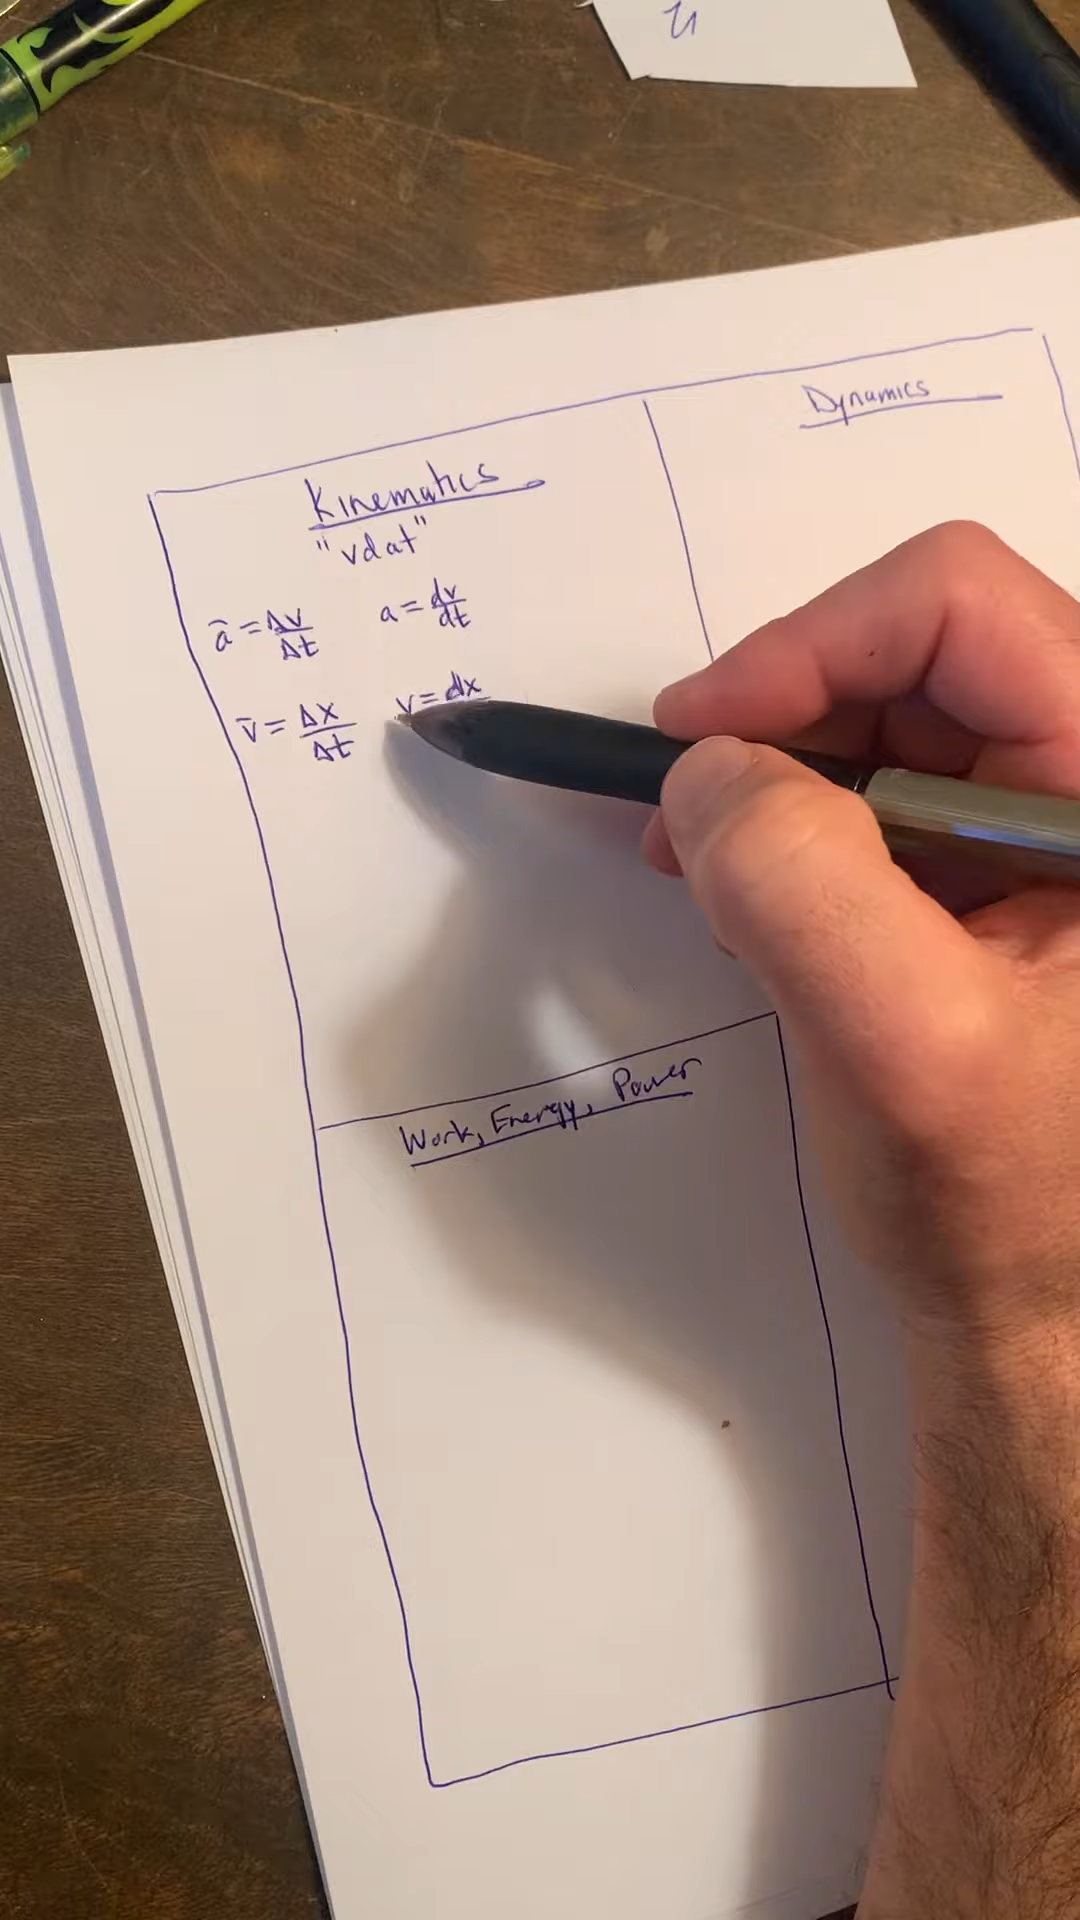 Dynamics
Kinematics
"vdat"
a̅ = Δv/Δt a = dv/dt
v̅ = Δx/Δt v = dx
Work, Energy, Power